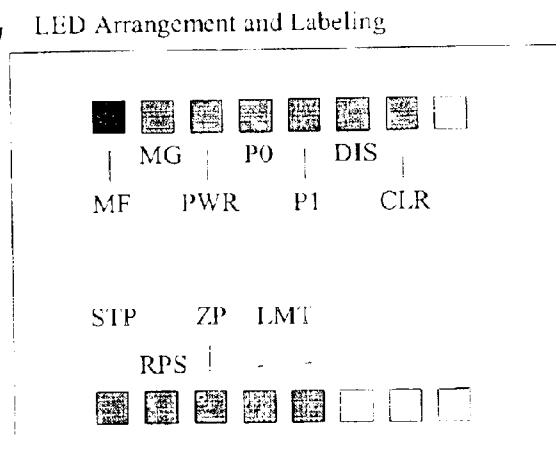 LED Arrangement and Labeling
MG P0 DIS
MF PWR P1 CLR
STP ZP LMT
RPS
- -